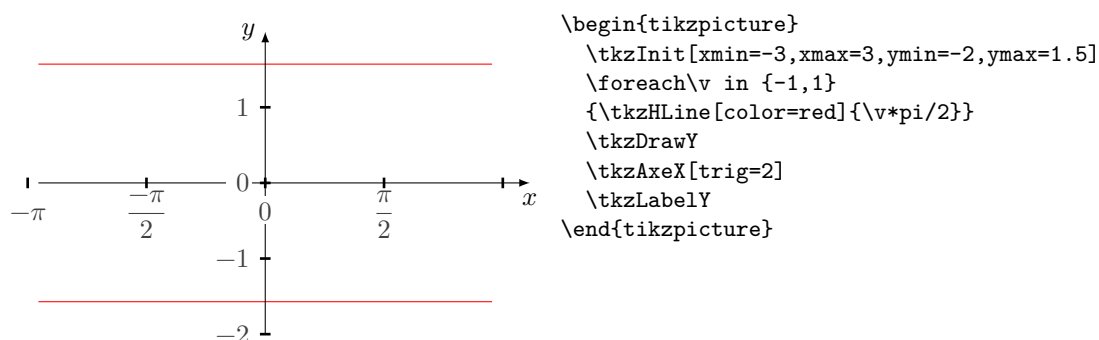 y
1
0
x
−π
−π
2
0
π
2
−1
−2
\begin{tikzpicture}
\tkzInit[xmin=-3,xmax=3,ymin=-2,ymax=1.5]
\foreach\v in {-1,1}
{\tkzHLine[color=red]{\v*pi/2}}
\tkzDrawY
\tkzAxeX[trig=2]
\tkzLabelY
\end{tikzpicture}